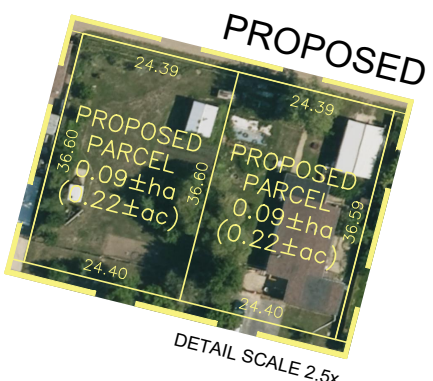 PROPOSED
24.39
24.39
PROPOSED
PARCEL
0.09±ha
(0.22±ac)
36.60
36.60
PROPOSED
PARCEL
0.09±ha
(0.22±ac)
36.59
24.40
24.40
DETAIL SCALE 2.5x